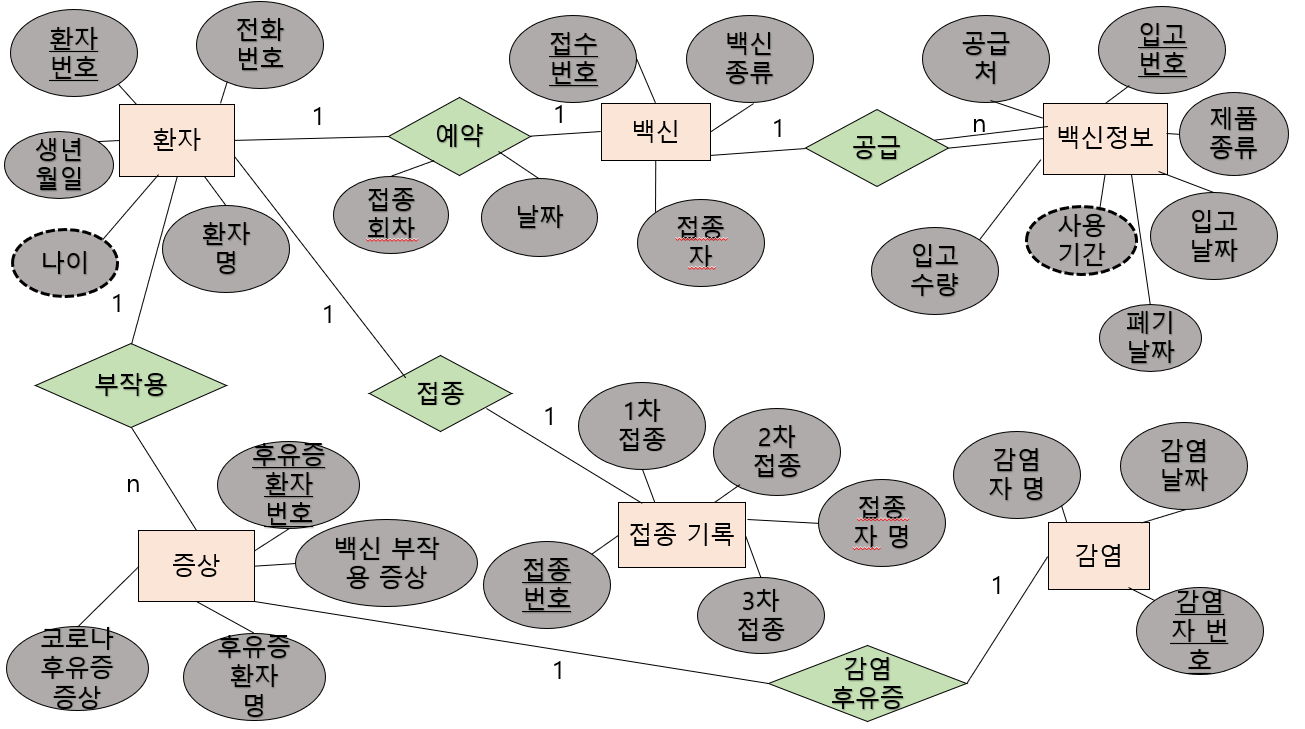 환자
번호
전화
번호
생년
월일
나이
환자
명
환자
1
예약
1
접종
회차
날짜
접수
번호
백신
종류
백신
접종
자
1
공급
n
공급
처
입고
번호
제품
종류
백신정보
입고
수량
사용
기간
입고
날짜
폐기
날짜
1
부작용
n
1
접종
1
1차
접종
2차
접종
접종
자 명
접종 기록
접종
번호
3차
접종
후유증
환자
번호
백신 부작
용 증상
증상
코로나
후유증
증상
후유증
환자
명
1
감염
후유증
1
감염
자 명
감염
날짜
감염
감염
자 번
호